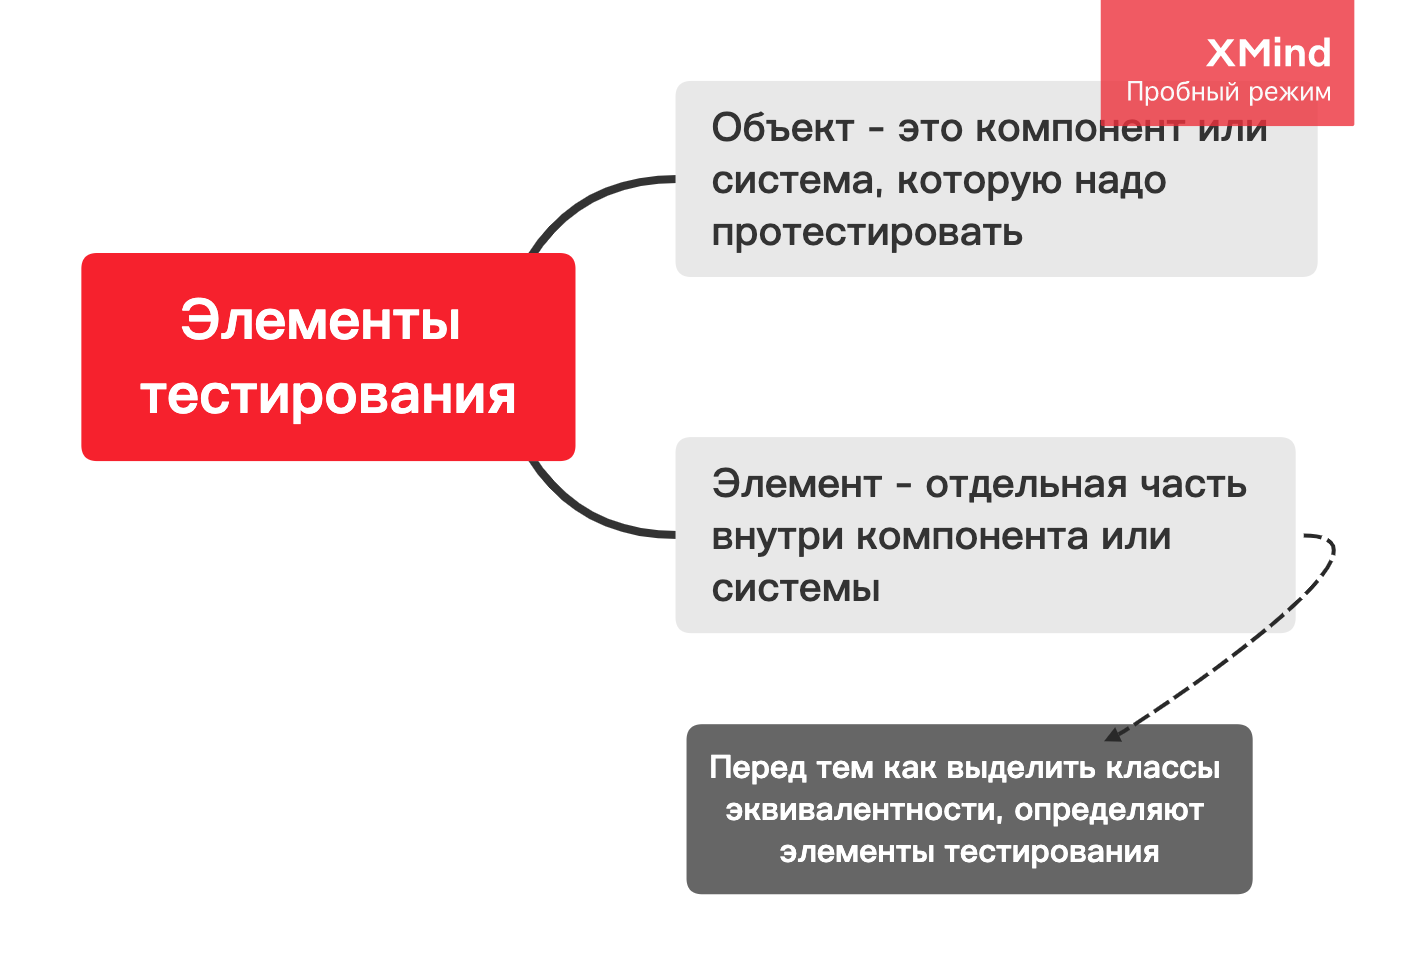 XMind
Пробный режим
Объект - это компонент или
система, которую надо
протестировать
Элементы
тестирования
Элемент - отдельная часть
внутри компонента или
системы
Перед тем как выделить классы
эквивалентности, определяют
элементы тестирования